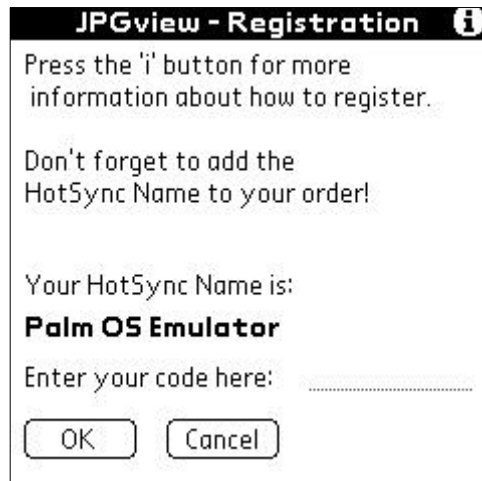 JPGview - Registration i
Press the 'i' button for more
information about how to register.
Don't forget to add the
HotSync Name to your order!
Your HotSync Name is:
Palm OS Emulator
Enter your code here:
OK Cancel